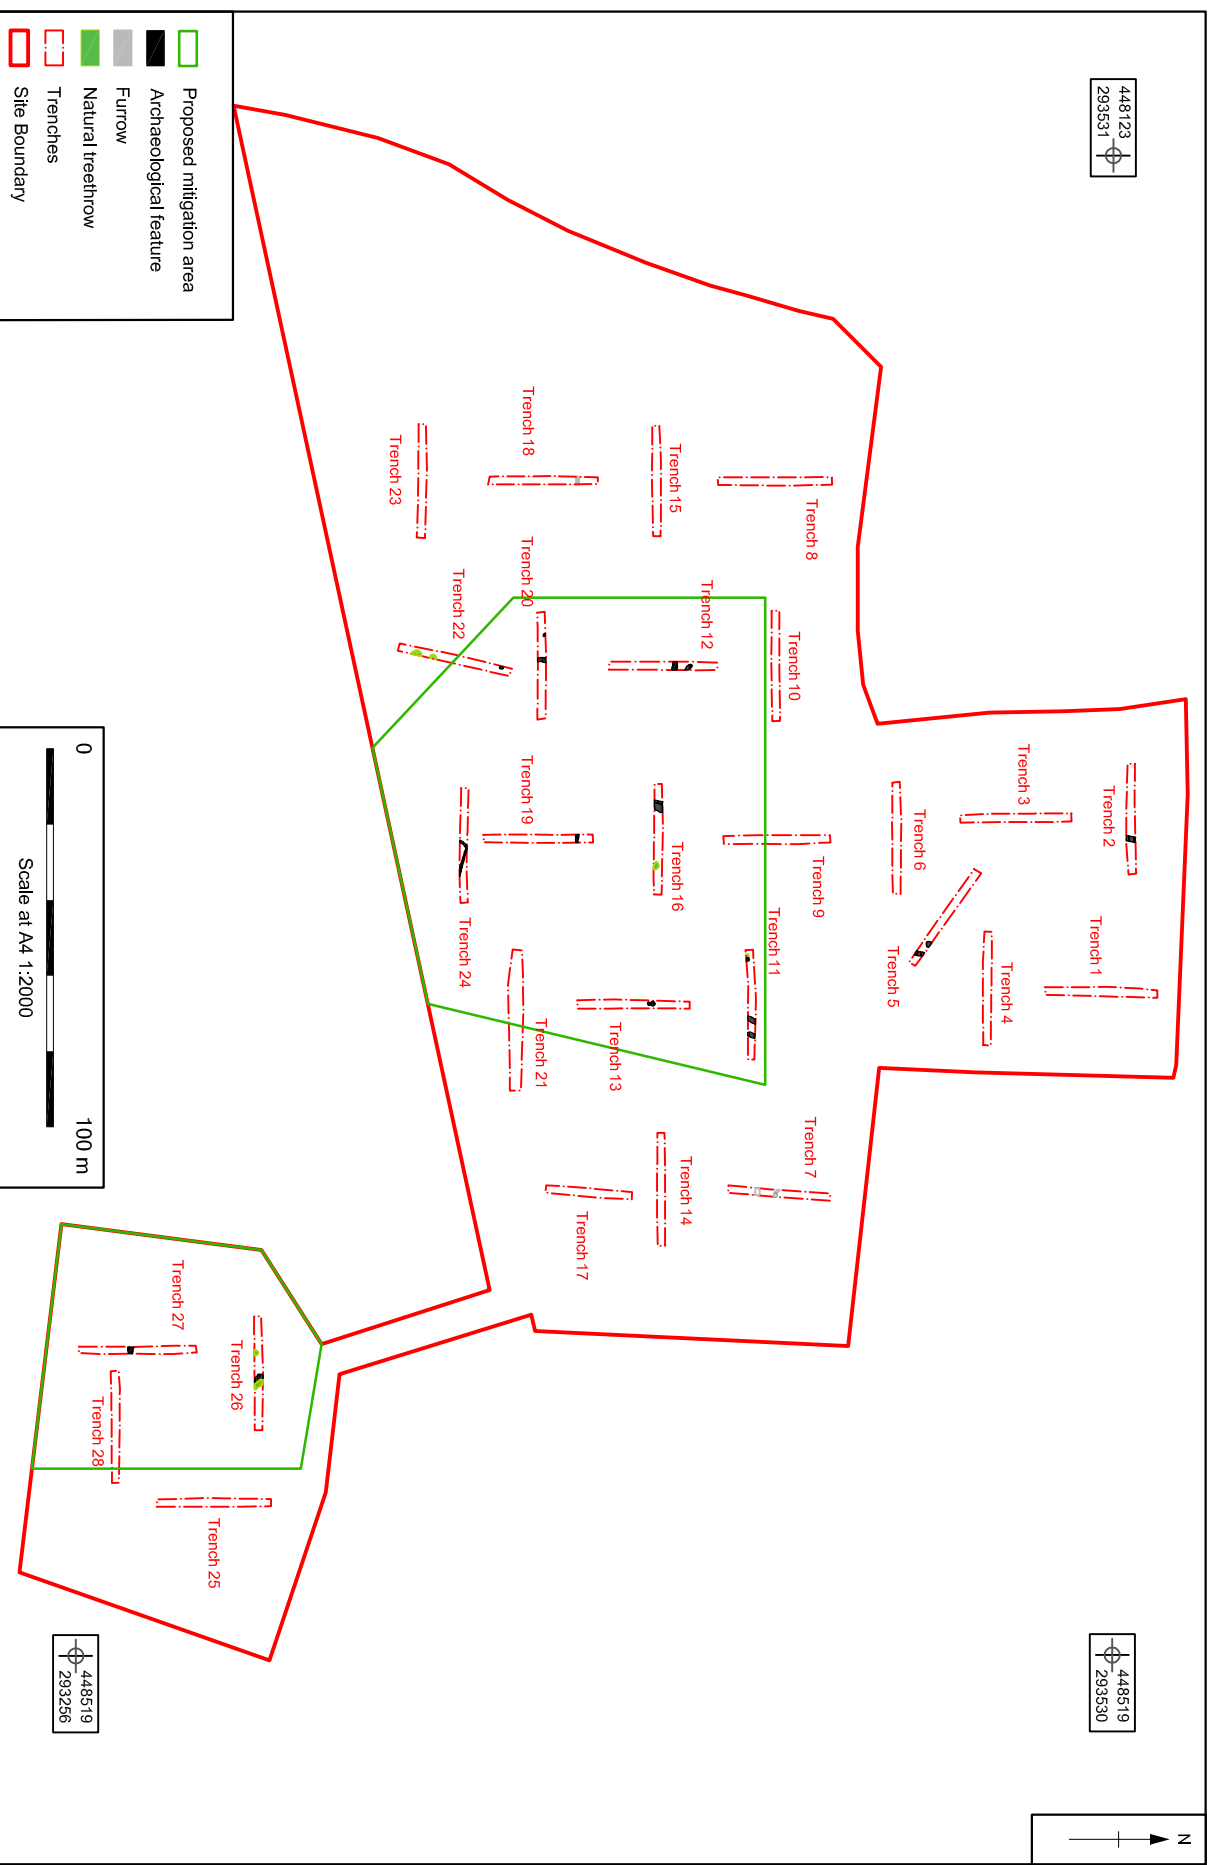 448123
293531
448519
293530
N
Trench 1
Trench 2
Trench 3
Trench 4
Trench 5
Trench 6
Trench 7
Trench 8
Trench 9
Trench 10
Trench 11
Trench 12
Trench 13
Trench 14
Trench 15
Trench 16
Trench 17
Trench 18
Trench 19
Trench 20
Trench 21
Trench 22
Trench 23
Trench 24
Trench 25
Trench 26
Trench 27
Trench 28
448519
293256
Proposed mitigation area
Archaeological feature
Furrow
Natural treethrow
Trenches
Site Boundary
0
100 m
Scale at A4 1:2000